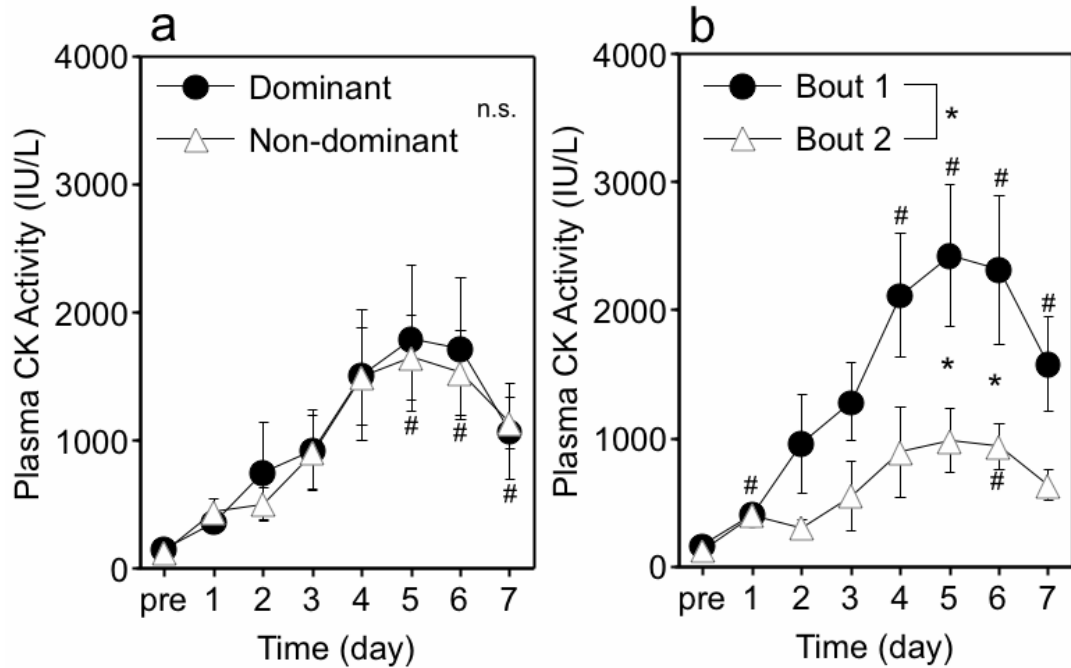 a
Plasma CK Activity (IU/L)
4000
3000
2000
1000
0
Dominant
Non-dominant
n.s.
#
#
#
pre 1 2 3 4 5 6 7
Time (day)
b
Plasma CK Activity (IU/L)
4000
3000
2000
1000
0
Bout 1
Bout 2
*
#
#
#
#
#
*
*
#
pre 1 2 3 4 5 6 7
Time (day)